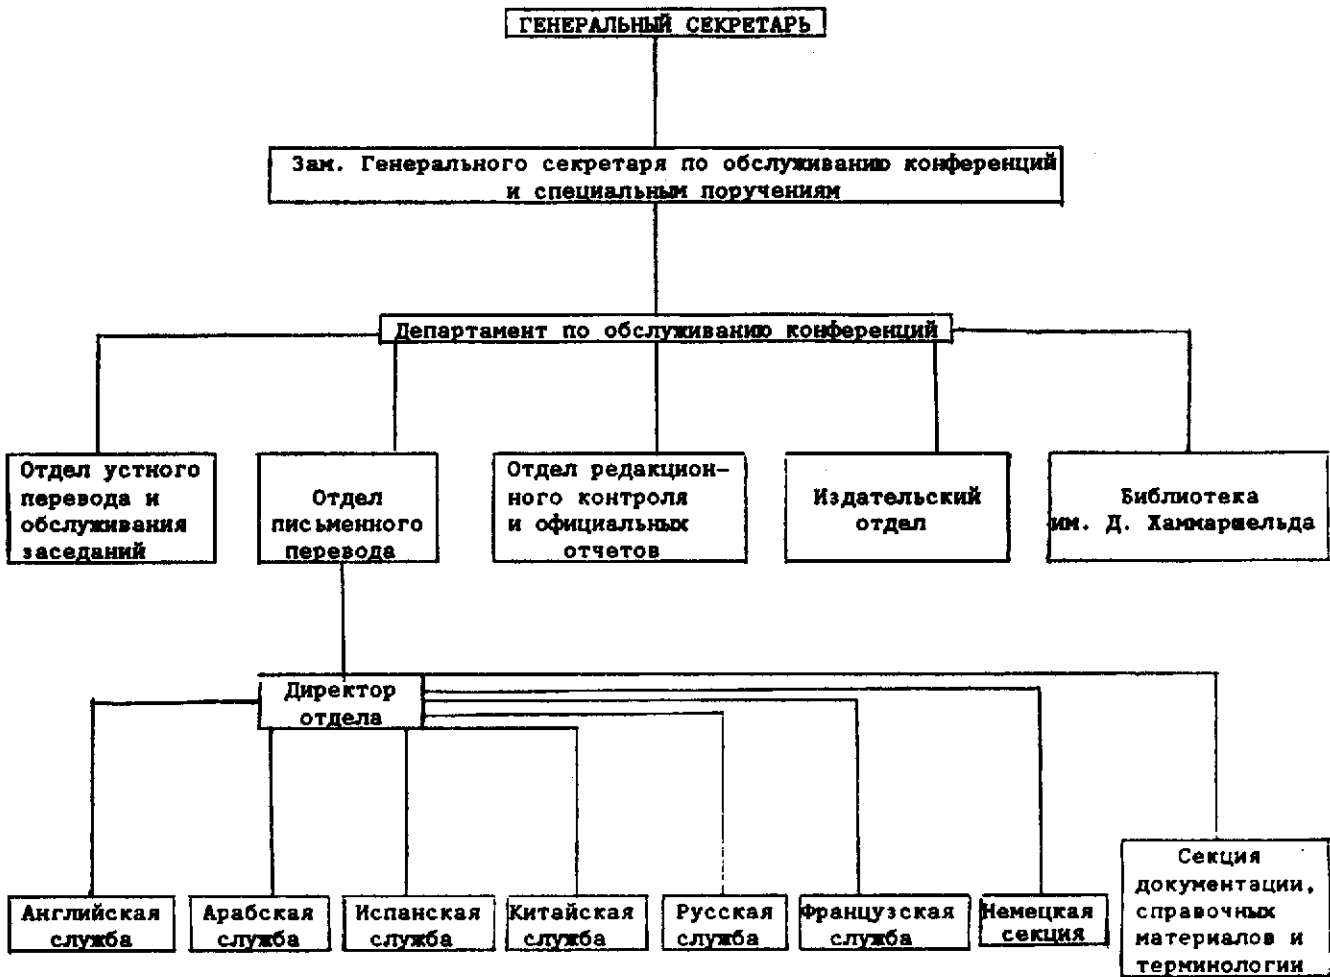 ГЕНЕРАЛЬНЫЙ СЕКРЕТАРЬ
Зам. Генерального секретаря по обслуживанию конференций
и специальным поручениям
Департамент по обслуживанию конференций
Отдел устного
перевода и
обслуживания
заседаний
Отдел
письменного
перевода
Отдел редакцион-
ного контроля
и официальных
отчетов
Издательский
отдел
Библиотека
им. Д. Хаммаршельда
Директор
отдела
Английская
служба
Арабская
служба
Испанская
служба
Китайская
служба
Русская
служба
Французская
служба
Немецкая
секция
Секция
документации,
справочных
материалов и
терминологии